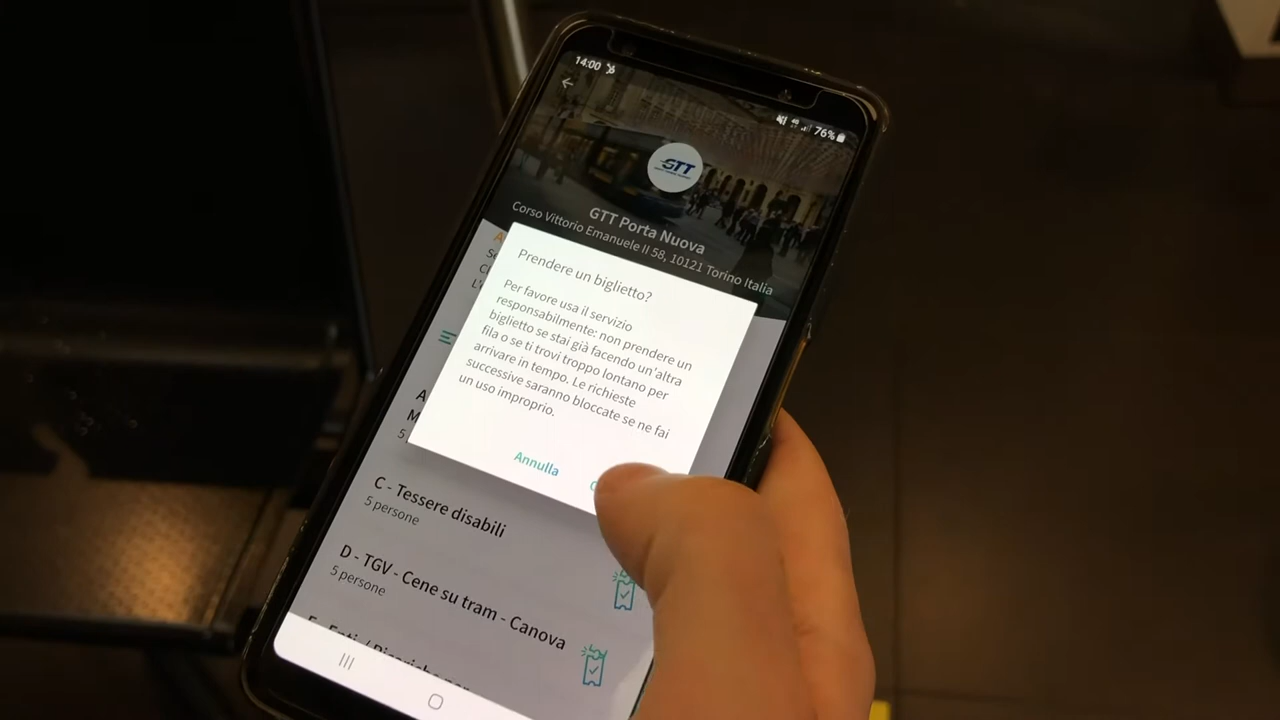 14:00
76%
GTT
GTT Porta Nuova
Corso Vittorio Emanuele II 58, 10121 Torino Italia
Prendere un biglietto?
Per favore usa il servizio
responsabilmente: non prendere un
biglietto se stai già facendo un'altra
fila o se ti trovi troppo lontano per
arrivare in tempo. Le richieste
successive saranno bloccate se ne fai
un uso improprio.
Annulla
C - Tessere disabili
5 persone
D - TGV - Cene su tram - Canova
5 persone